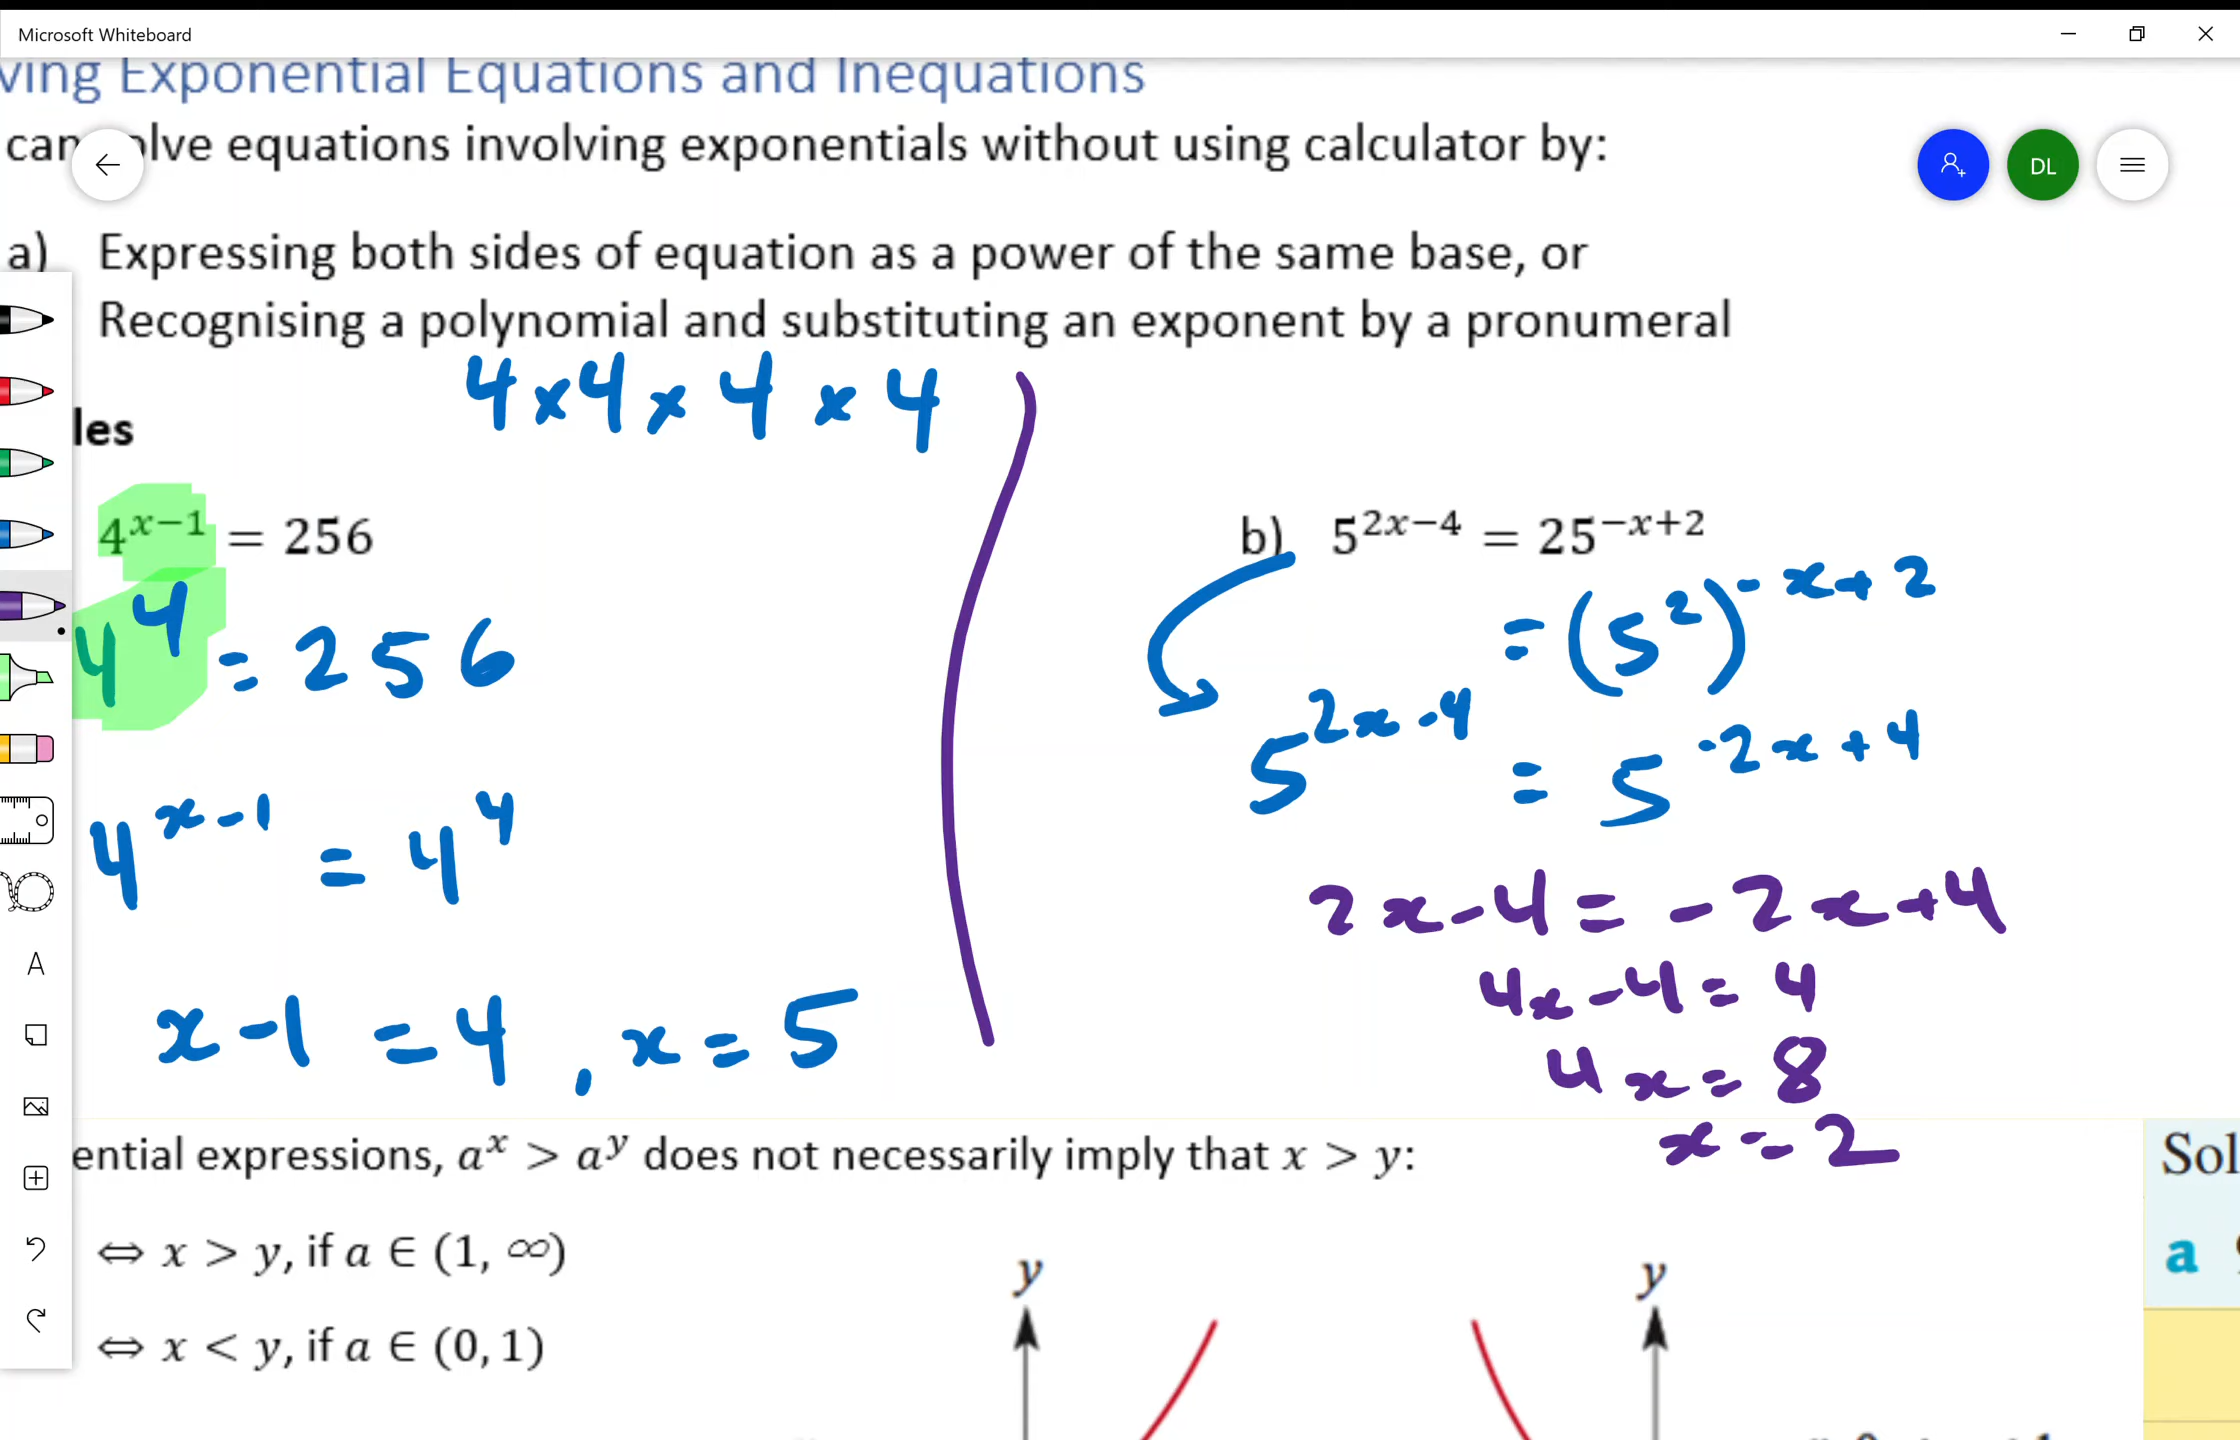 Microsoft Whiteboard
ving Exponential Equations and Inequations
can olve equations involving exponentials without using calculator by:
DL
a) Expressing both sides of equation as a power of the same base, or
Recognising a polynomial and substituting an exponent by a pronumeral
4 × 4 × 4 × 4
les
4^{x−1} = 256
4^4 = 256
4^{x-1} = 4^4
x - 1 = 4 , x = 5
b) 5^{2x−4} = 25^{−x+2}
= (5^2)^{-x+2}
5^{2x-4} = 5^{-2x+4}
2x - 4 = - 2x + 4
4x - 4 = 4
4x = 8
x = 2
ential expressions, a^x > a^y does not necessarily imply that x > y:
⇔ x > y, if a ∈ (1, ∞)
⇔ x < y, if a ∈ (0, 1)
y
y
Sol
a
A